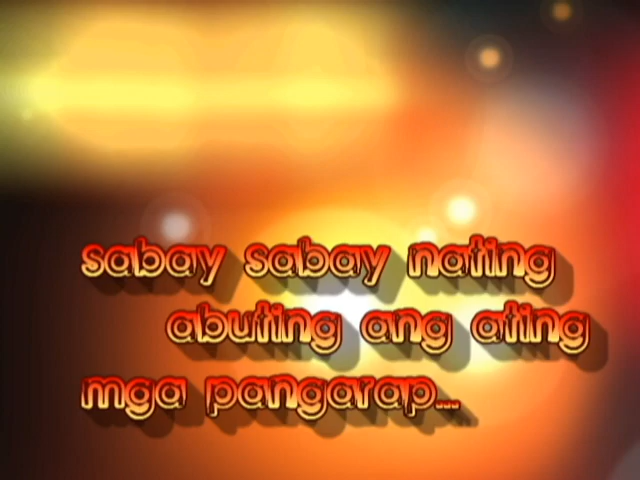 sabay sabay nating
abuting ang ating
mga pangarap...